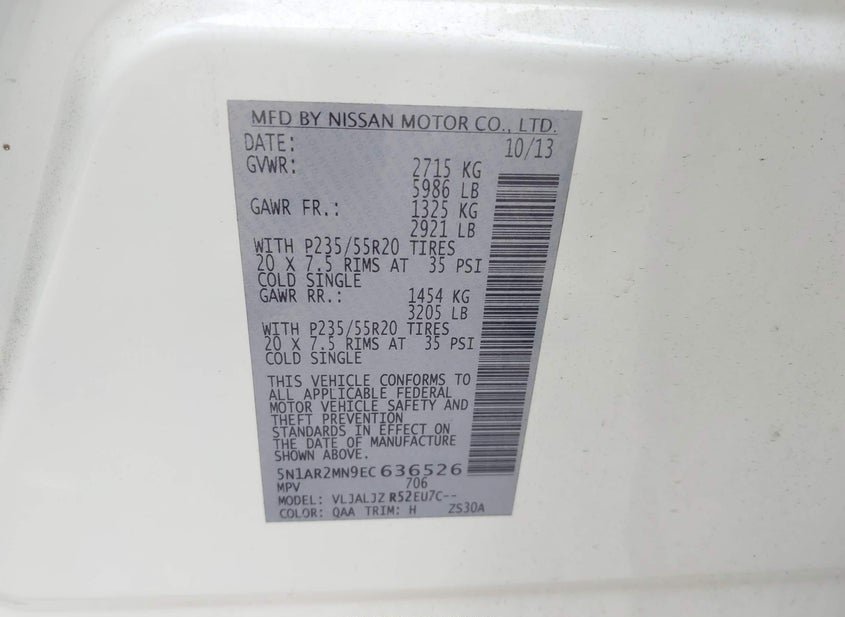 MFD BY NISSAN MOTOR CO., LTD.
DATE: 10/13
GVWR: 2715 KG
5986 LB
GAWR FR.: 1325 KG
2921 LB
WITH P235/55R20 TIRES
20 X 7.5 RIMS AT 35 PSI
COLD SINGLE
GAWR RR.: 1454 KG
3205 LB
WITH P235/55R20 TIRES
20 X 7.5 RIMS AT 35 PSI
COLD SINGLE
THIS VEHICLE CONFORMS TO
ALL APPLICABLE FEDERAL
MOTOR VEHICLE SAFETY AND
THEFT PREVENTION
STANDARDS IN EFFECT ON
THE DATE OF MANUFACTURE
SHOWN ABOVE.
5N1AR2MN9EC636526
MPV 706
MODEL: VLJALJZ R52EU7C--
COLOR: QAA TRIM: H ZS30A